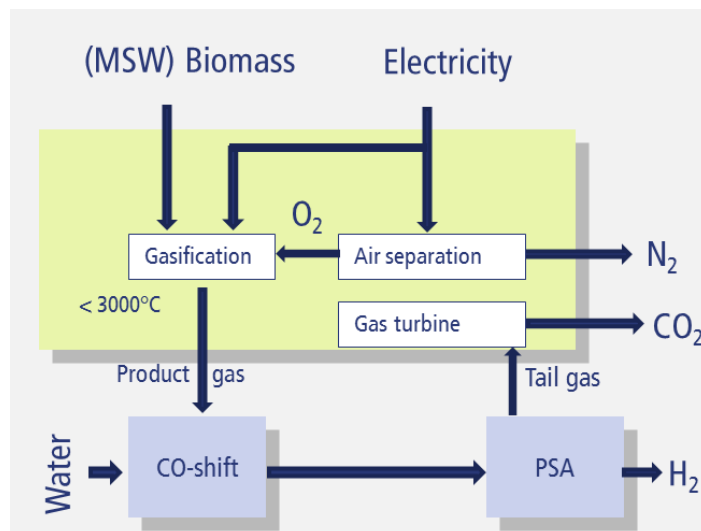 (MSW) Biomass
Electricity
O₂
Gasification
Air separation
N₂
< 3000°C
Gas turbine
CO₂
Product gas
Tail gas
Water
CO-shift
PSA
H₂